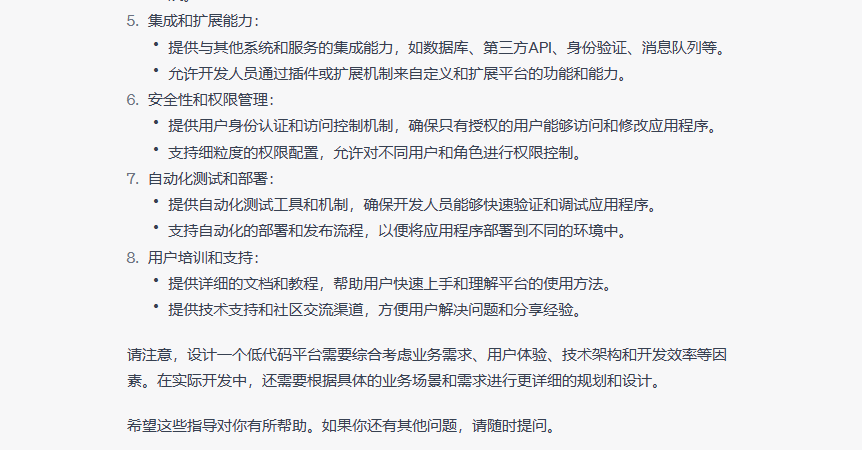 5. 集成和扩展能力：
• 提供与其他系统和服务的集成能力，如数据库、第三方API、身份验证、消息队列等。
• 允许开发人员通过插件或扩展机制来自定义和扩展平台的功能和能力。
6. 安全性和权限管理：
• 提供用户身份认证和访问控制机制，确保只有授权的用户能够访问和修改应用程序。
• 支持细粒度的权限配置，允许对不同用户和角色进行权限控制。
7. 自动化测试和部署：
• 提供自动化测试工具和机制，确保开发人员能够快速验证和调试应用程序。
• 支持自动化的部署和发布流程，以便将应用程序部署到不同的环境中。
8. 用户培训和支持：
• 提供详细的文档和教程，帮助用户快速上手和理解平台的使用方法。
• 提供技术支持和社区交流渠道，方便用户解决问题和分享经验。
请注意，设计一个低代码平台需要综合考虑业务需求、用户体验、技术架构和开发效率等因
素。在实际开发中，还需要根据具体的业务场景和需求进行更详细的规划和设计。
希望这些指导对你有所帮助。如果你还有其他问题，请随时提问。